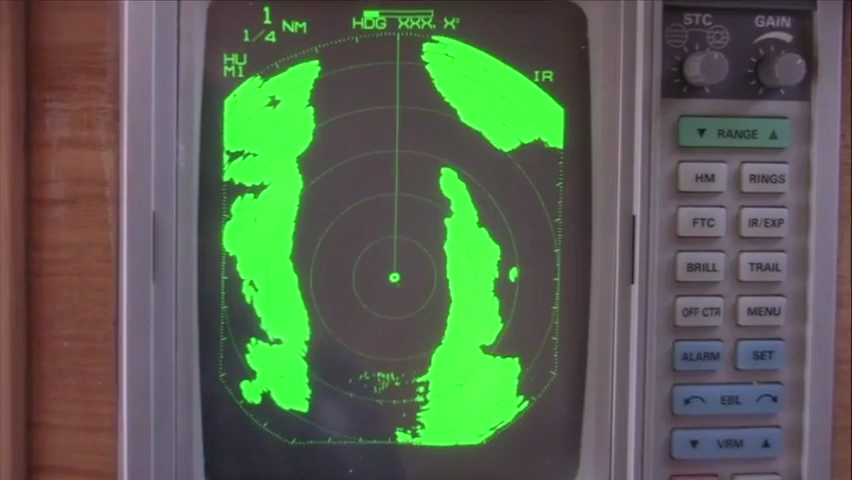 1 NM
1/4
HDG XXX.X°
HU
MI
IR
STC
GAIN
▼ RANGE ▲
HM
RINGS
FTC
IR/EXP
BRILL
TRAIL
OFF CTR
MENU
ALARM
SET
EBL
▼ VRM ▲